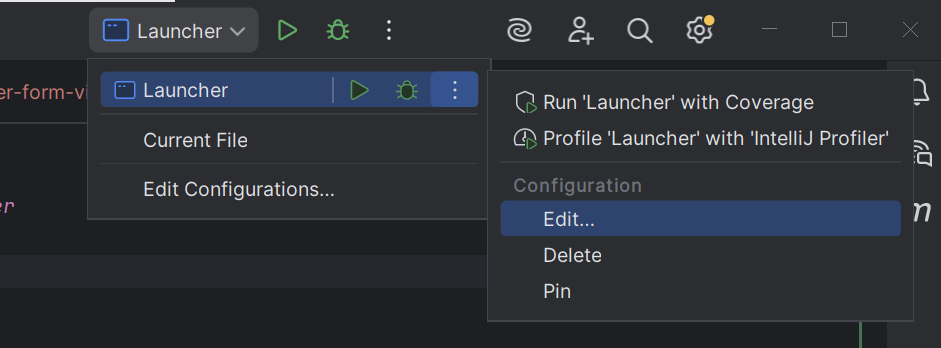 Launcher
er-form-vi
Launcher
Current File
Edit Configurations...
er
Run 'Launcher' with Coverage
Profile 'Launcher' with 'IntelliJ Profiler'
Configuration
Edit...
Delete
Pin
m